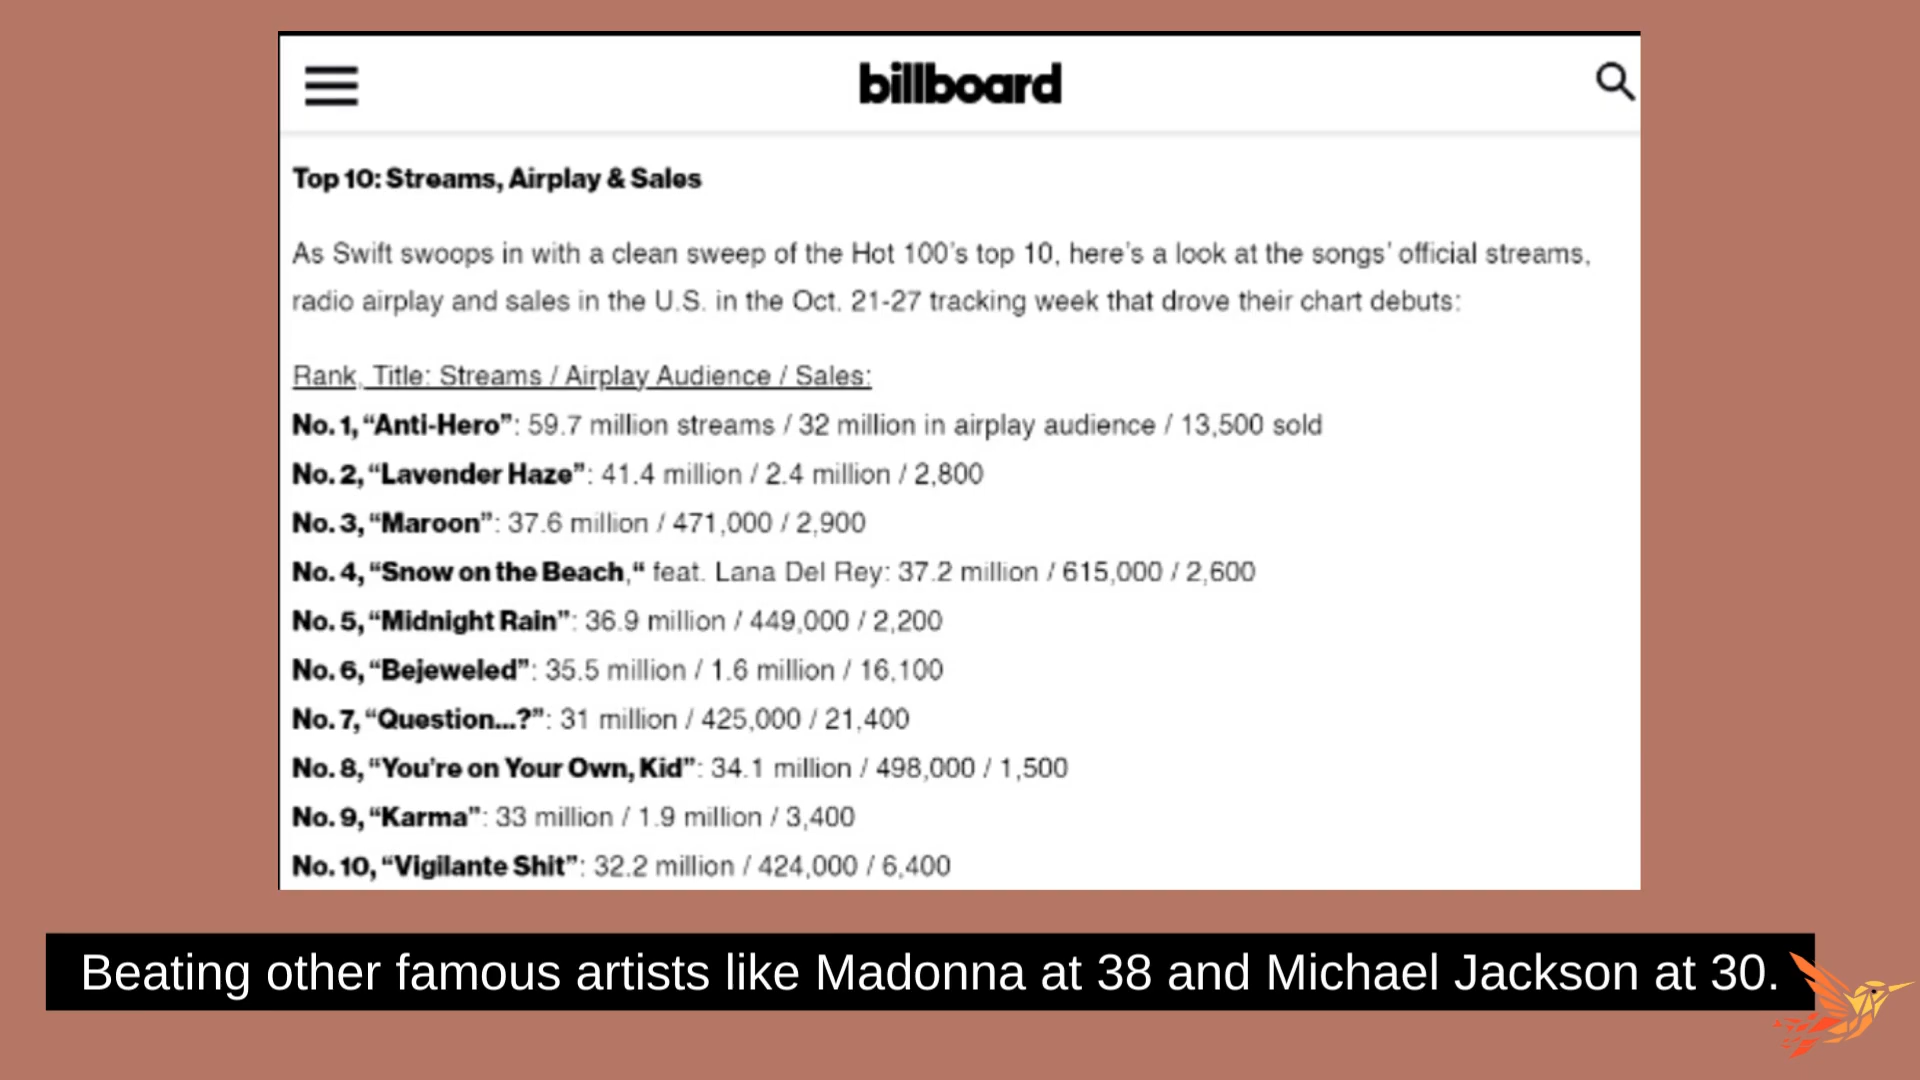 billboard
Top 10: Streams, Airplay & Sales
As Swift swoops in with a clean sweep of the Hot 100's top 10, here's a look at the songs' official streams,
radio airplay and sales in the U.S. in the Oct. 21-27 tracking week that drove their chart debuts:
Rank, Title: Streams / Airplay Audience / Sales:
No. 1, “Anti-Hero”: 59.7 million streams / 32 million in airplay audience / 13,500 sold
No. 2, “Lavender Haze”: 41.4 million / 2.4 million / 2,800
No. 3, “Maroon”: 37.6 million / 471,000 / 2,900
No. 4, “Snow on the Beach,“ feat. Lana Del Rey: 37.2 million / 615,000 / 2,600
No. 5, “Midnight Rain”: 36.9 million / 449,000 / 2,200
No. 6, “Bejeweled”: 35.5 million / 1.6 million / 16,100
No. 7, “Question...?”: 31 million / 425,000 / 21,400
No. 8, “You're on Your Own, Kid”: 34.1 million / 498,000 / 1,500
No. 9, “Karma”: 33 million / 1.9 million / 3,400
No. 10, “Vigilante Shit”: 32.2 million / 424,000 / 6,400
Beating other famous artists like Madonna at 38 and Michael Jackson at 30.